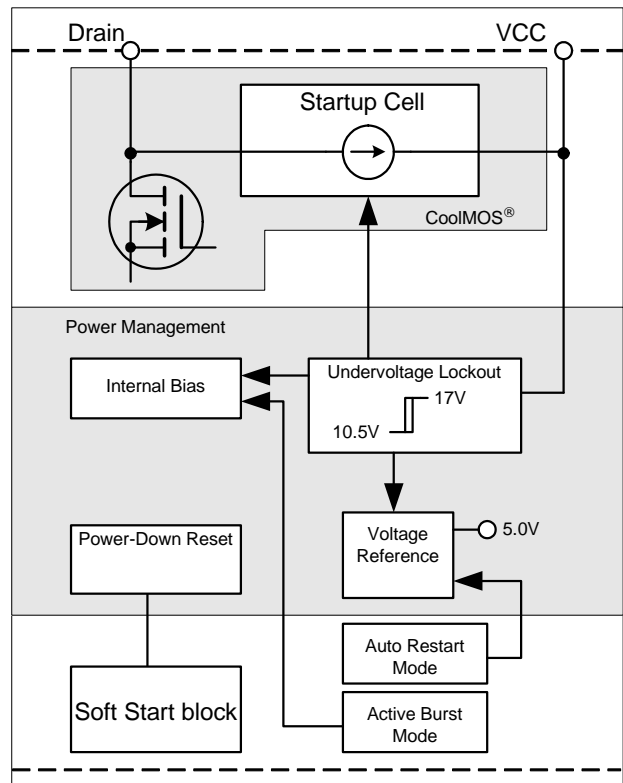 Drain
VCC
Startup Cell
CoolMOS®
Power Management
Internal Bias
Undervoltage Lockout
17V
10.5V
Power-Down Reset
Voltage
Reference
5.0V
Auto Restart
Mode
Soft Start block
Active Burst
Mode